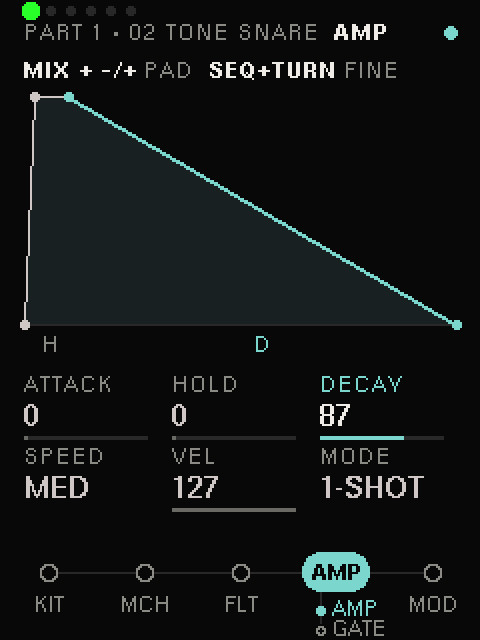 PART 1 · 02 TONE SNARE AMP
MIX + -/+ PAD SEQ+TURN FINE
H D
ATTACK HOLD DECAY
0 0 87
SPEED VEL MODE
MED 127 1-SHOT
AMP
KIT MCH FLT MOD
AMP
GATE